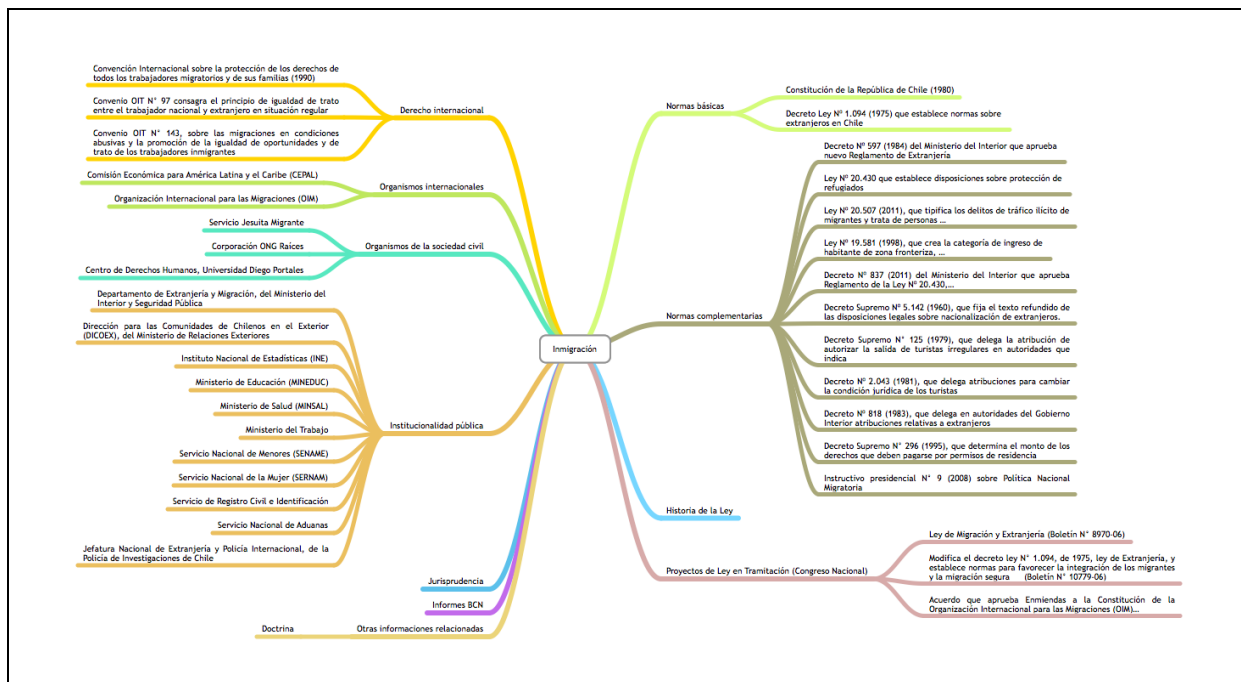 Convención Internacional sobre la protección de los derechos de
todos los trabajadores migratorios y de sus familias (1990)
Convenio OIT N° 97 consagra el principio de igualdad de trato
entre el trabajador nacional y extranjero en situación regular
Convenio OIT N° 143, sobre las migraciones en condiciones
abusivas y la promoción de la igualdad de oportunidades y de
trato de los trabajadores inmigrantes
Derecho internacional
Comisión Económica para América Latina y el Caribe (CEPAL)
Organización Internacional para las Migraciones (OIM)
Organismos internacionales
Servicio Jesuita Migrante
Corporación ONG Raíces
Centro de Derechos Humanos, Universidad Diego Portales
Organismos de la sociedad civil
Departamento de Extranjería y Migración, del Ministerio del
Interior y Seguridad Pública
Dirección para las Comunidades de Chilenos en el Exterior
(DICOEX), del Ministerio de Relaciones Exteriores
Instituto Nacional de Estadísticas (INE)
Ministerio de Educación (MINEDUC)
Ministerio de Salud (MINSAL)
Ministerio del Trabajo
Servicio Nacional de Menores (SENAME)
Servicio Nacional de la Mujer (SERNAM)
Servicio de Registro Civil e Identificación
Servicio Nacional de Aduanas
Jefatura Nacional de Extranjería y Policía Internacional, de la
Policía de Investigaciones de Chile
Institucionalidad pública
Jurisprudencia
Informes BCN
Doctrina
Otras informaciones relacionadas
Inmigración
Normas básicas
Constitución de la República de Chile (1980)
Decreto Ley Nº 1.094 (1975) que establece normas sobre
extranjeros en Chile
Normas complementarias
Decreto Nº 597 (1984) del Ministerio del Interior que aprueba
nuevo Reglamento de Extranjería
Ley Nº 20.430 que establece disposiciones sobre protección de
refugiados
Ley Nº 20.507 (2011), que tipifica los delitos de tráfico ilícito de
migrantes y trata de personas ...
Ley Nº 19.581 (1998), que crea la categoría de ingreso de
habitante de zona fronteriza, ...
Decreto Nº 837 (2011) del Ministerio del Interior que aprueba
Reglamento de la Ley Nº 20.430,...
Decreto Supremo Nº 5.142 (1960), que fija el texto refundido de
las disposiciones legales sobre nacionalización de extranjeros.
Decreto Supremo N° 125 (1979), que delega la atribución de
autorizar la salida de turistas irregulares en autoridades que
indica
Decreto Nº 2.043 (1981), que delega atribuciones para cambiar
la condición jurídica de los turistas
Decreto Nº 818 (1983), que delega en autoridades del Gobierno
Interior atribuciones relativas a extranjeros
Decreto Supremo N° 296 (1995), que determina el monto de los
derechos que deben pagarse por permisos de residencia
Instructivo presidencial N° 9 (2008) sobre Política Nacional
Migratoria
Historia de la Ley
Proyectos de Ley en Tramitación (Congreso Nacional)
Ley de Migración y Extranjería (Boletín N° 8970-06)
Modifica el decreto ley N° 1.094, de 1975, ley de Extranjería, y
establece normas para favorecer la integración de los migrantes
y la migración segura (Boletín N° 10779-06)
Acuerdo que aprueba Enmiendas a la Constitución de la
Organización Internacional para las Migraciones (OIM)...